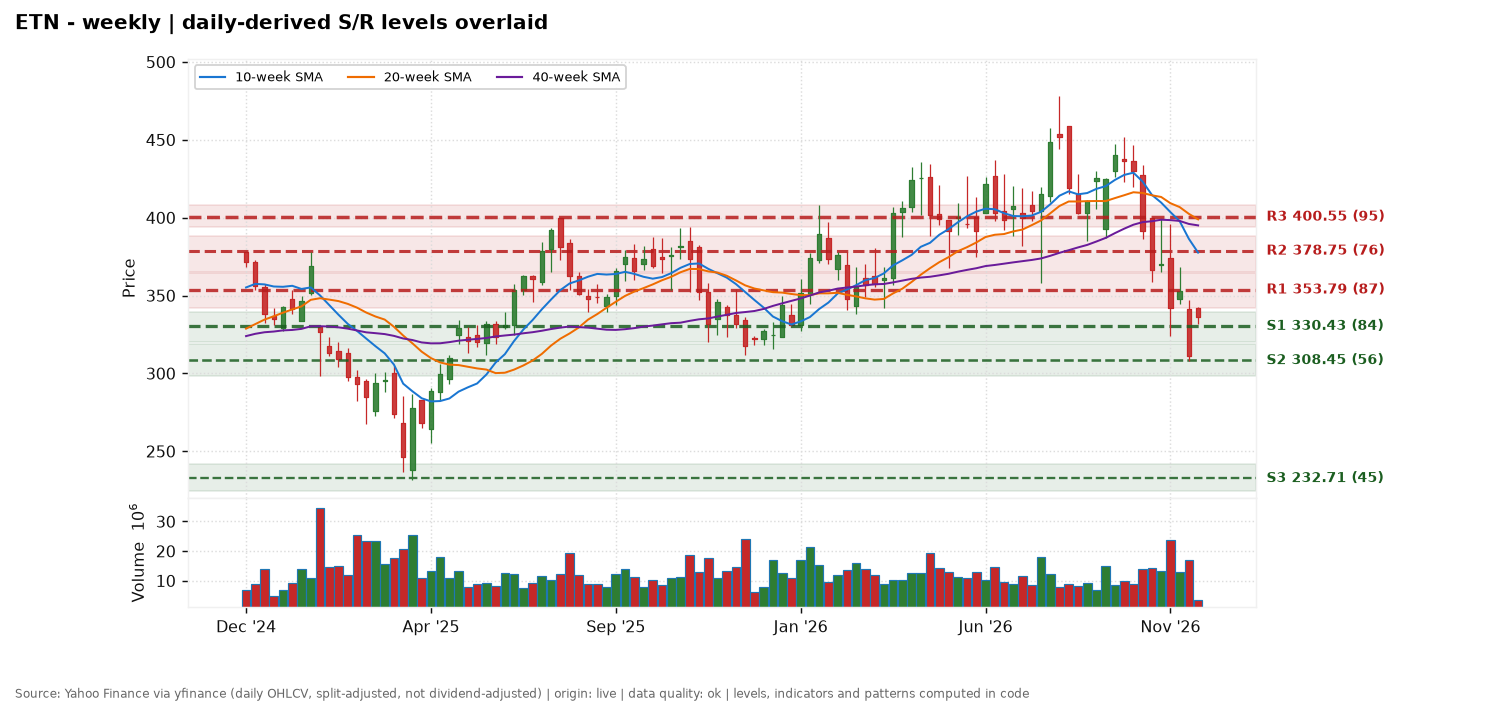 ETN - weekly | daily-derived S/R levels overlaid
10-week SMA
20-week SMA
40-week SMA
Price
500
450
400
350
300
250
R3 400.55 (95)
R2 378.75 (76)
R1 353.79 (87)
S1 330.43 (84)
S2 308.45 (56)
S3 232.71 (45)
Volume 10⁶
30
20
10
Dec '24
Apr '25
Sep '25
Jan '26
Jun '26
Nov '26
Source: Yahoo Finance via yfinance (daily OHLCV, split-adjusted, not dividend-adjusted) | origin: live | data quality: ok | levels, indicators and patterns computed in code